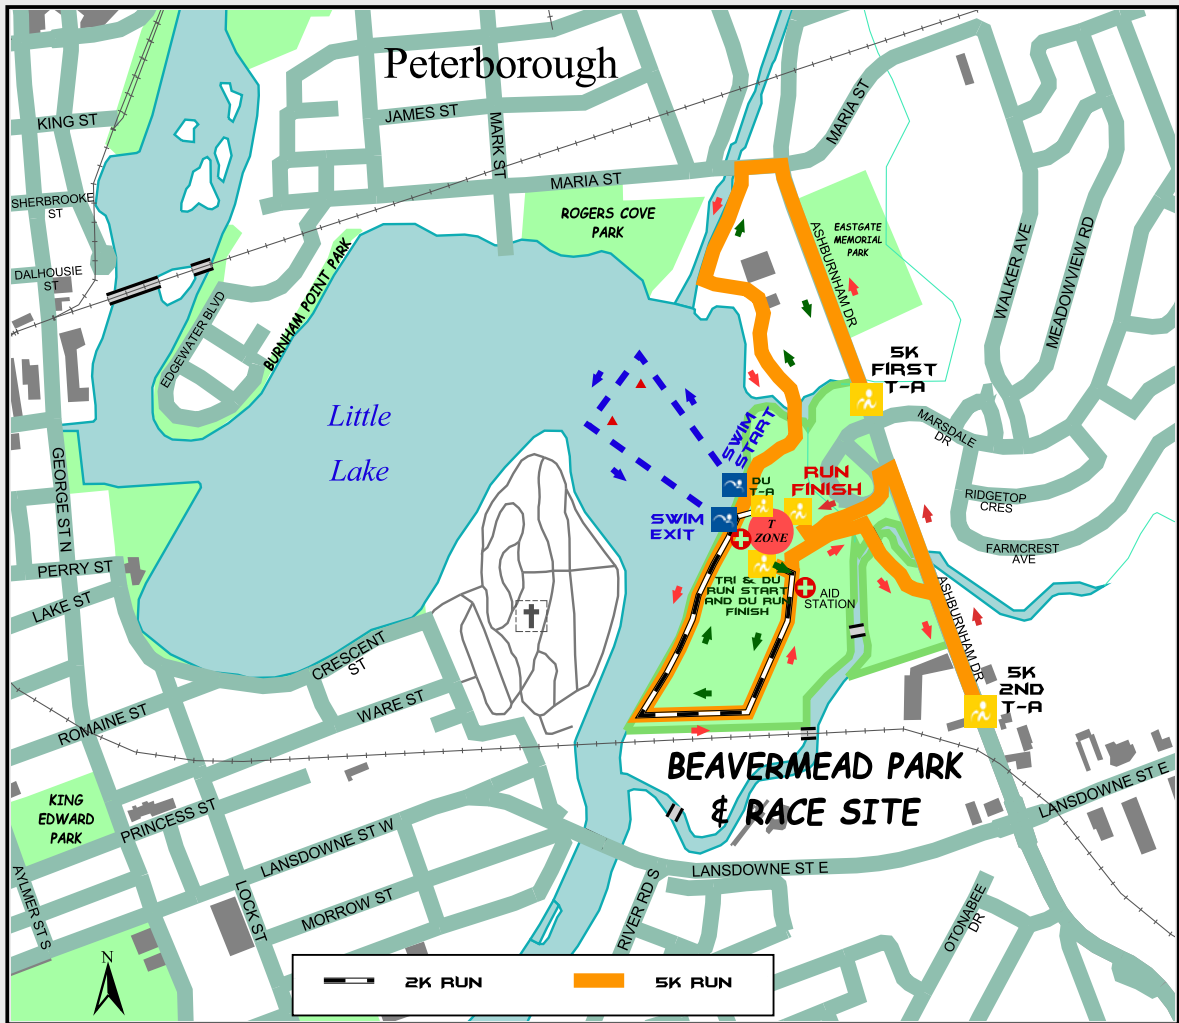 Peterborough
KING ST
JAMES ST
MARK ST
MARIA ST
MARIA ST
SHERBROOKE
ST
ROGERS COVE
PARK
EASTGATE
MEMORIAL
PARK
ASHBURNHAM DR
WALKER AVE
MEADOWVIEW RD
DALHOUSIE
ST
EDGEWATER BLVD
BURNHAM POINT PARK
5K
FIRST
T-A
Little
Lake
MARSDALE
DR
SWIM
START
GEORGE ST N
DU
T-A
RUN
FINISH
RIDGETOP
CRES
SWIM
EXIT
T
ZONE
FARMCREST
AVE
PERRY ST
TRI & DU
RUN START
AND DU RUN
FINISH
AID
STATION
LAKE ST
ASHBURNHAM DR
CRESCENT
ST
5K
2ND
T-A
WARE ST
ROMAINE ST
BEAVERMEAD PARK
& RACE SITE
KING
EDWARD
PARK
PRINCESS ST
LANSDOWNE ST E
LANSDOWNE ST W
LANSDOWNE ST E
AYLMER ST S
LOCK ST
MORROW ST
RIVER RD S
OTONABEE
DR
N
2K RUN
5K RUN